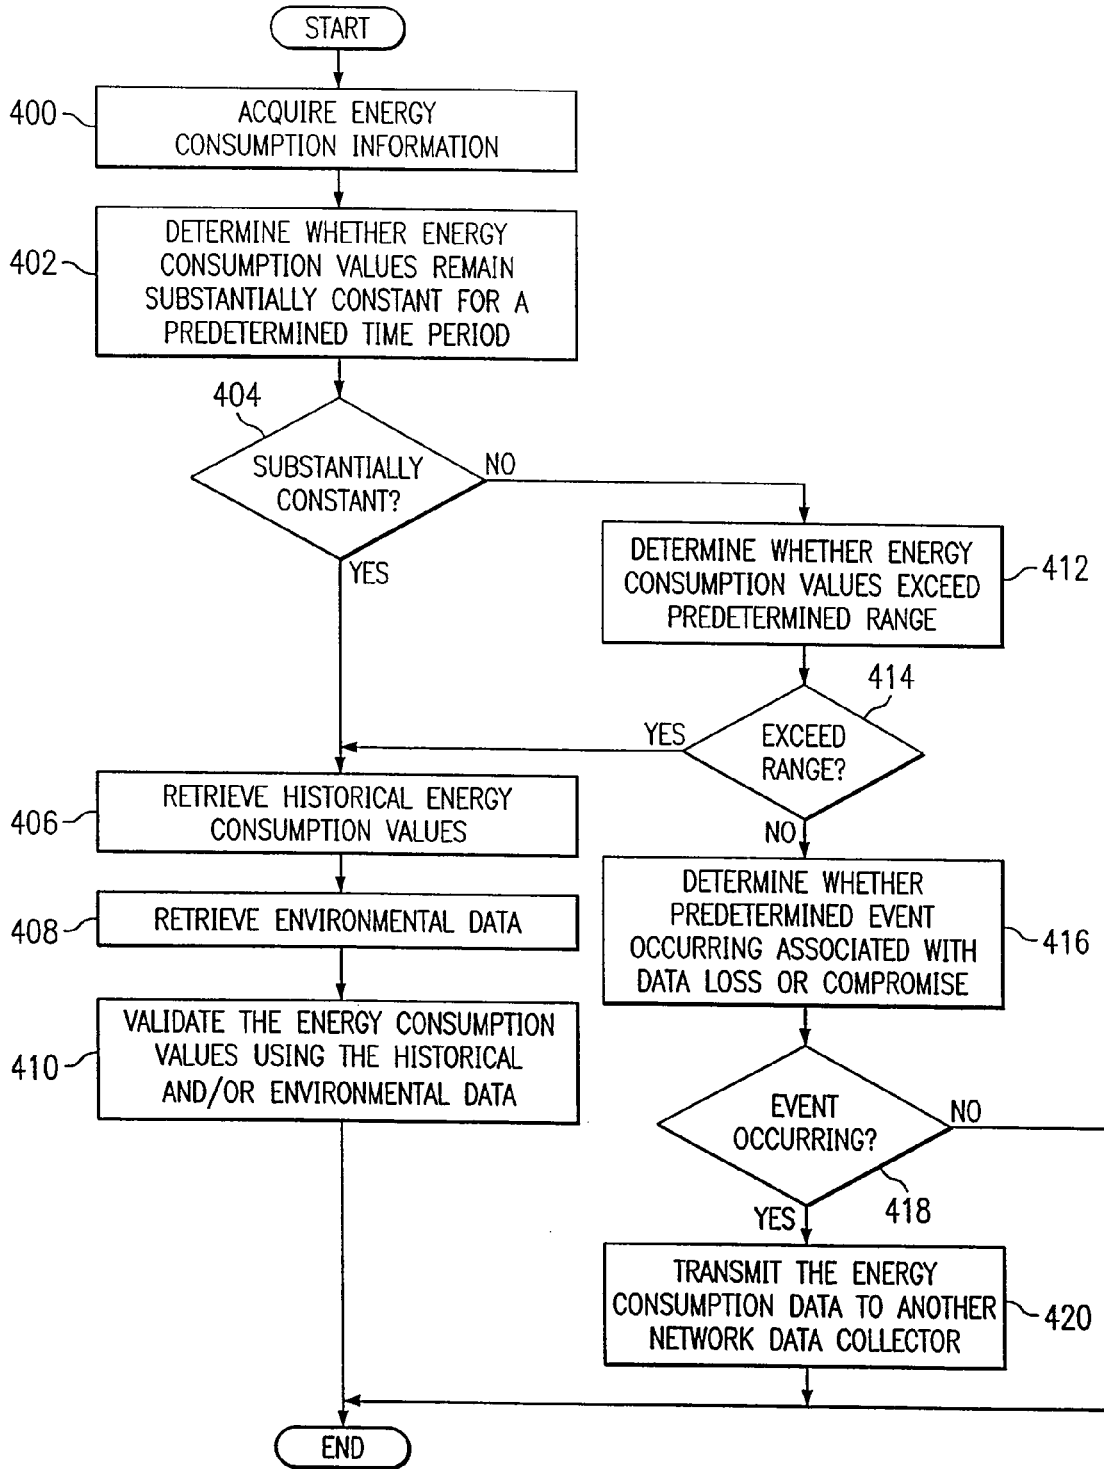 START
400
ACQUIRE ENERGY
CONSUMPTION INFORMATION
402
DETERMINE WHETHER ENERGY
CONSUMPTION VALUES REMAIN
SUBSTANTIALLY CONSTANT FOR A
PREDETERMINED TIME PERIOD
404
SUBSTANTIALLY
CONSTANT?
NO
YES
DETERMINE WHETHER ENERGY
CONSUMPTION VALUES EXCEED
PREDETERMINED RANGE
412
414
EXCEED
RANGE?
YES
NO
406
RETRIEVE HISTORICAL ENERGY
CONSUMPTION VALUES
408
RETRIEVE ENVIRONMENTAL DATA
410
VALIDATE THE ENERGY CONSUMPTION
VALUES USING THE HISTORICAL
AND/OR ENVIRONMENTAL DATA
DETERMINE WHETHER
PREDETERMINED EVENT
OCCURRING ASSOCIATED WITH
DATA LOSS OR COMPROMISE
416
EVENT
OCCURRING?
NO
418
YES
TRANSMIT THE ENERGY
CONSUMPTION DATA TO ANOTHER
NETWORK DATA COLLECTOR
420
END